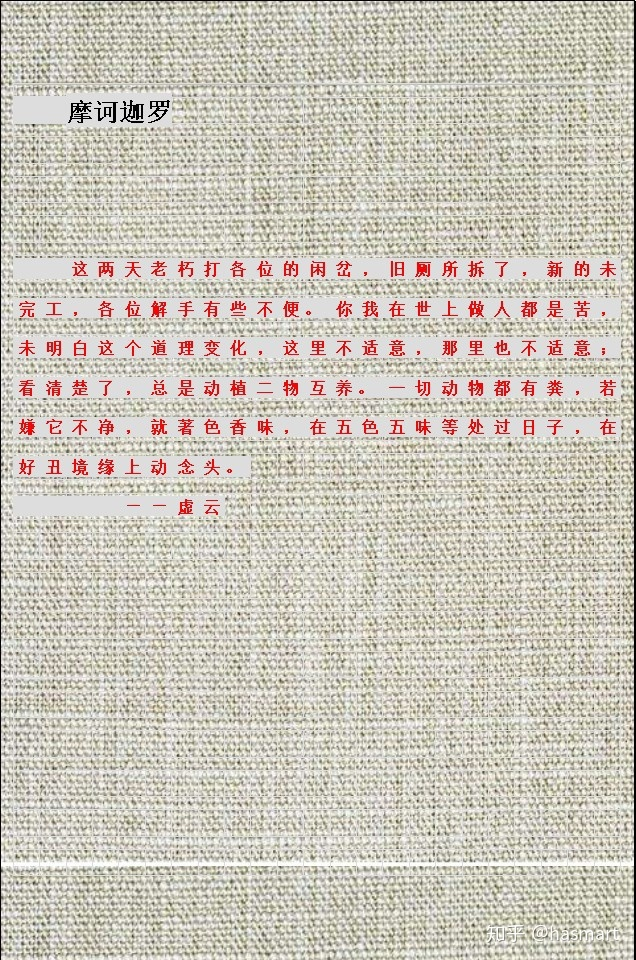 摩诃迦罗
这两天老朽打各位的闲岔，旧厕所拆了，新的未
完工，各位解手有些不便。你我在世上做人都是苦，
未明白这个道理变化，这里不适意，那里也不适意；
看清楚了，总是动植二物互养。一切动物都有粪，若
嫌它不净，就著色香味，在五色五味等处过日子，在
好丑境缘上动念头。
－－虚云
知乎 @hasmart